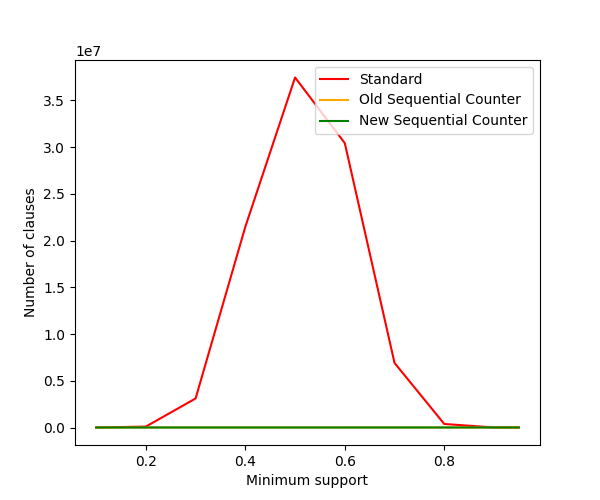 1e7
Standard
Old Sequential Counter
New Sequential Counter
3.5
3.0
2.5
2.0
1.5
1.0
0.5
0.0
Number of clauses
0.2 0.4 0.6 0.8
Minimum support